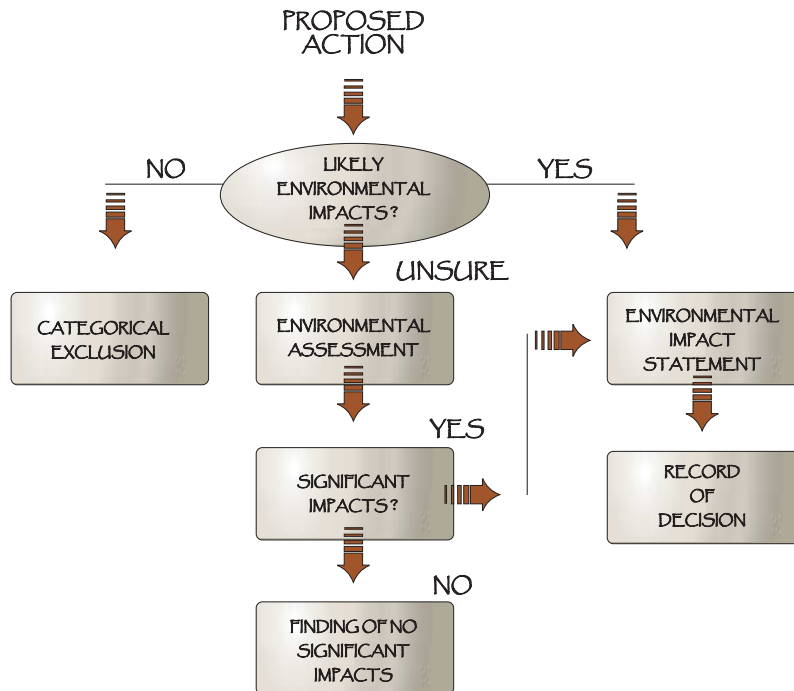 PROPOSED
ACTION
NO
LIKELY
ENVIRONMENTAL
IMPACTS?
YES
UNSURE
CATEGORICAL
EXCLUSION
ENVIRONMENTAL
ASSESSMENT
ENVIRONMENTAL
IMPACT
STATEMENT
YES
SIGNIFICANT
IMPACTS?
RECORD
OF
DECISION
NO
FINDING OF NO
SIGNIFICANT
IMPACTS